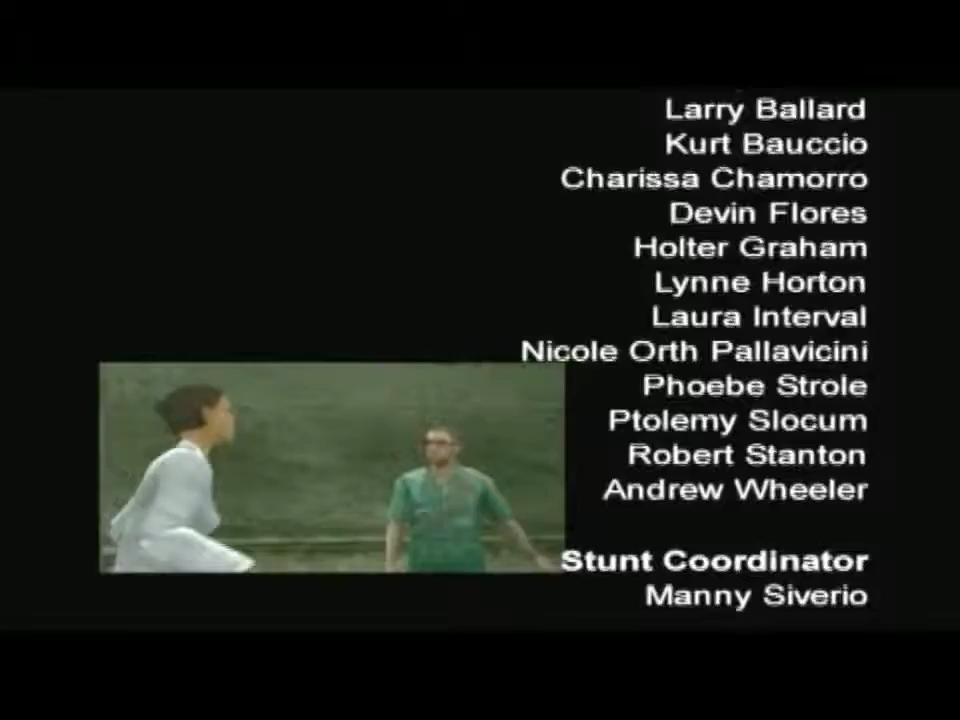 Larry Ballard
Kurt Bauccio
Charissa Chamorro
Devin Flores
Holter Graham
Lynne Horton
Laura Interval
Nicole Orth Pallavicini
Phoebe Strole
Ptolemy Slocum
Robert Stanton
Andrew Wheeler
Stunt Coordinator
Manny Siverio